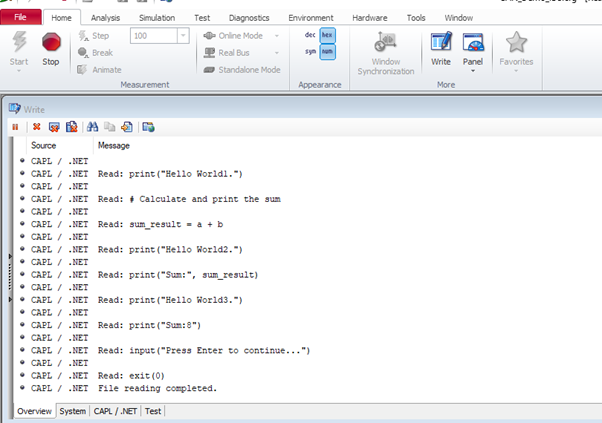 File Home Analysis Simulation Test Diagnostics Environment Hardware Tools Window
Start
Stop
Step
Break
Animate
100
Online Mode
Real Bus
Standalone Mode
Measurement
dec hex
sym num
Appearance
Window
Synchronization
Write
Panel
Favorites
More
Write
Source Message
CAPL / .NET
CAPL / .NET Read: print("Hello World1.")
CAPL / .NET
CAPL / .NET Read: # Calculate and print the sum
CAPL / .NET
CAPL / .NET Read: sum_result = a + b
CAPL / .NET
CAPL / .NET Read: print("Hello World2.")
CAPL / .NET
CAPL / .NET Read: print("Sum:", sum_result)
CAPL / .NET
CAPL / .NET Read: print("Hello World3.")
CAPL / .NET
CAPL / .NET Read: print("Sum:8")
CAPL / .NET
CAPL / .NET Read: input("Press Enter to continue...")
CAPL / .NET
CAPL / .NET Read: exit(0)
CAPL / .NET File reading completed.
Overview System CAPL / .NET Test